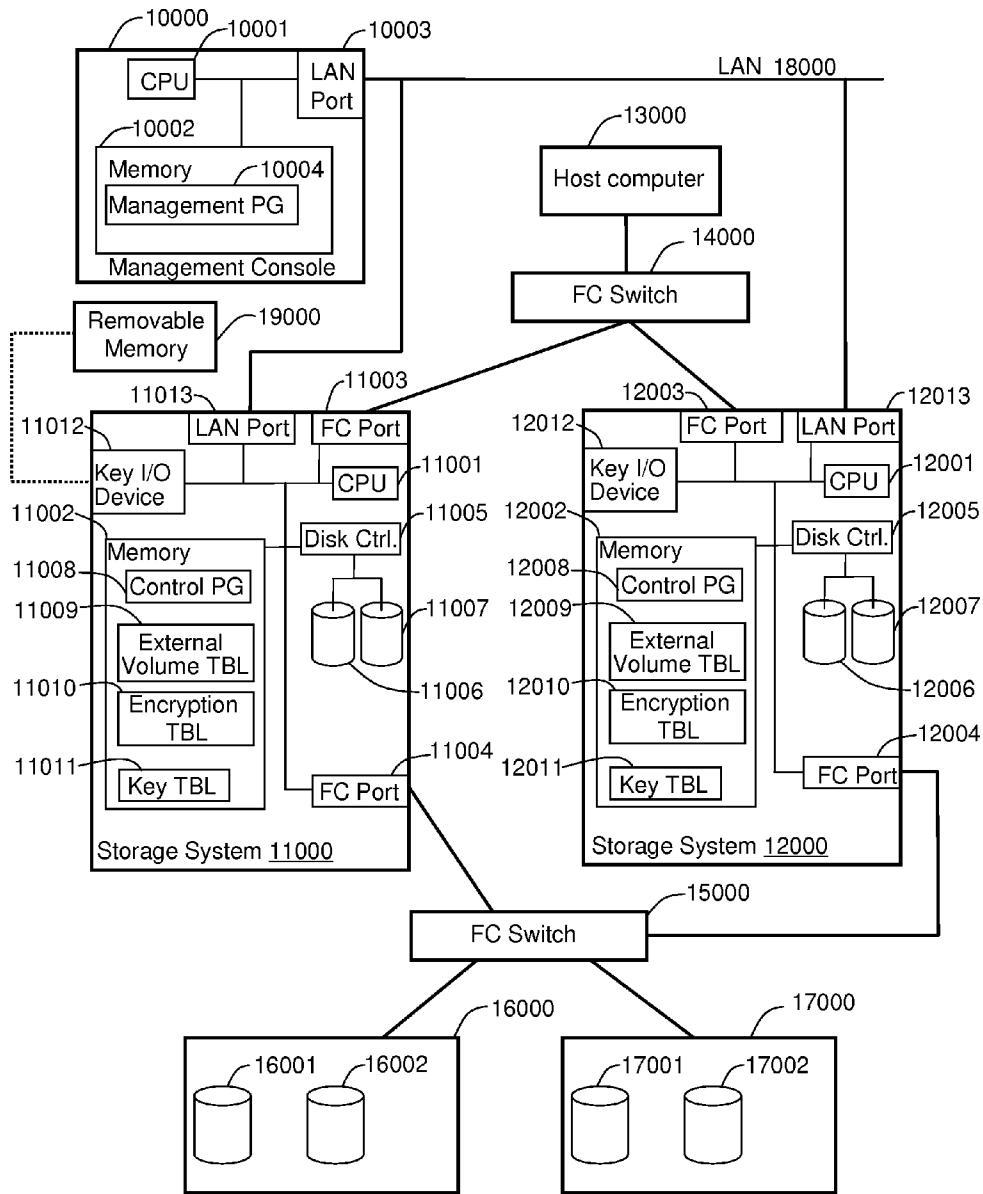 10000
10001
10003
CPU
LAN
Port
LAN 18000
10002
Memory
10004
Management PG
Management Console
13000
Host computer
14000
FC Switch
Removable
Memory
19000
11013
11003
11012
LAN Port
FC Port
Key I/O
Device
11001
CPU
11002
11005
Memory
Disk Ctrl.
11008
Control PG
11009
11007
External
Volume TBL
11006
11010
Encryption
TBL
11004
11011
Key TBL
FC Port
Storage System 11000
12003
12013
12012
FC Port
LAN Port
Key I/O
Device
12001
CPU
12002
12005
Memory
Disk Ctrl.
12008
Control PG
12009
12007
External
Volume TBL
12006
12010
Encryption
TBL
12004
12011
Key TBL
FC Port
Storage System 12000
15000
FC Switch
16000
16001
16002
17000
17001
17002